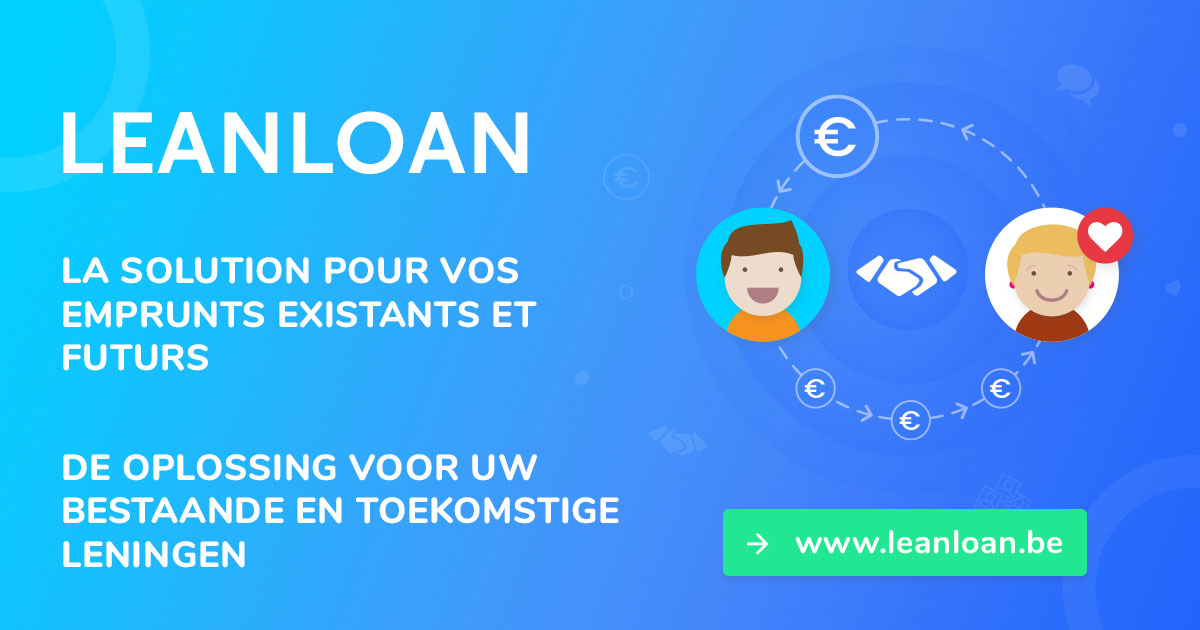 LEANLOAN
LA SOLUTION POUR VOS
EMPRUNTS EXISTANTS ET
FUTURS
DE OPLOSSING VOOR UW
BESTAANDE EN TOEKOMSTIGE
LENINGEN
€
€
€
€
€
→ www.leanloan.be